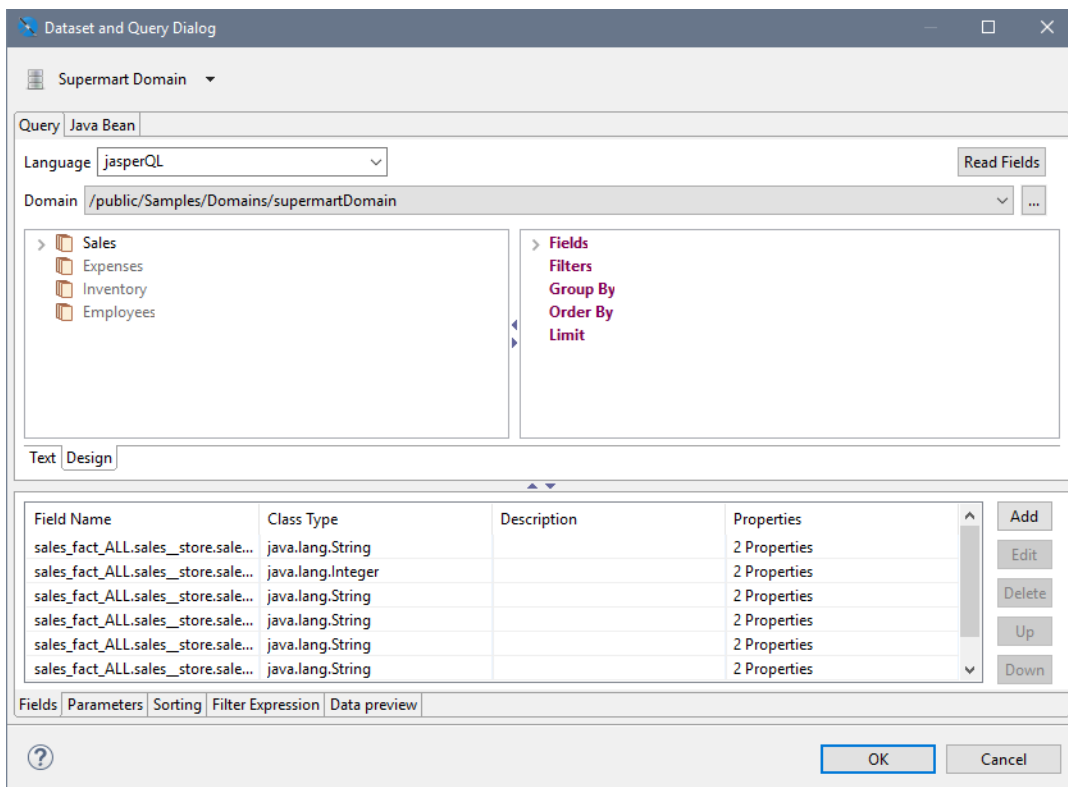 Dataset and Query Dialog
Supermart Domain
Query Java Bean
Language jasperQL Read Fields
Domain /public/Samples/Domains/supermartDomain ...
Sales
Expenses
Inventory
Employees
Fields
Filters
Group By
Order By
Limit
Text Design
Field Name Class Type Description Properties
sales_fact_ALL.sales__store.sale... java.lang.String 2 Properties
sales_fact_ALL.sales__store.sale... java.lang.Integer 2 Properties
sales_fact_ALL.sales__store.sale... java.lang.String 2 Properties
sales_fact_ALL.sales__store.sale... java.lang.String 2 Properties
sales_fact_ALL.sales__store.sale... java.lang.String 2 Properties
sales_fact_ALL.sales__store.sale... java.lang.String 2 Properties
Add
Edit
Delete
Up
Down
Fields Parameters Sorting Filter Expression Data preview
? OK Cancel